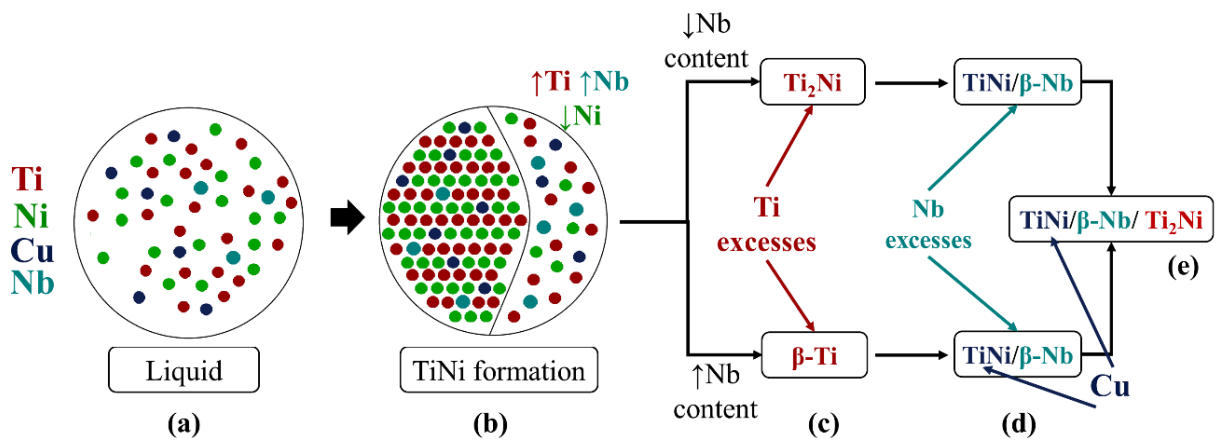 Ti
Ni
Cu
Nb
Liquid
(a)
↑Ti ↑Nb
↓Ni
TiNi formation
(b)
↓Nb
content
↑Nb
content
Ti₂Ni
Ti
excesses
β-Ti
(c)
TiNi/β-Nb
Nb
excesses
TiNi/β-Nb
(d)
TiNi/β-Nb/ Ti₂Ni
(e)
Cu